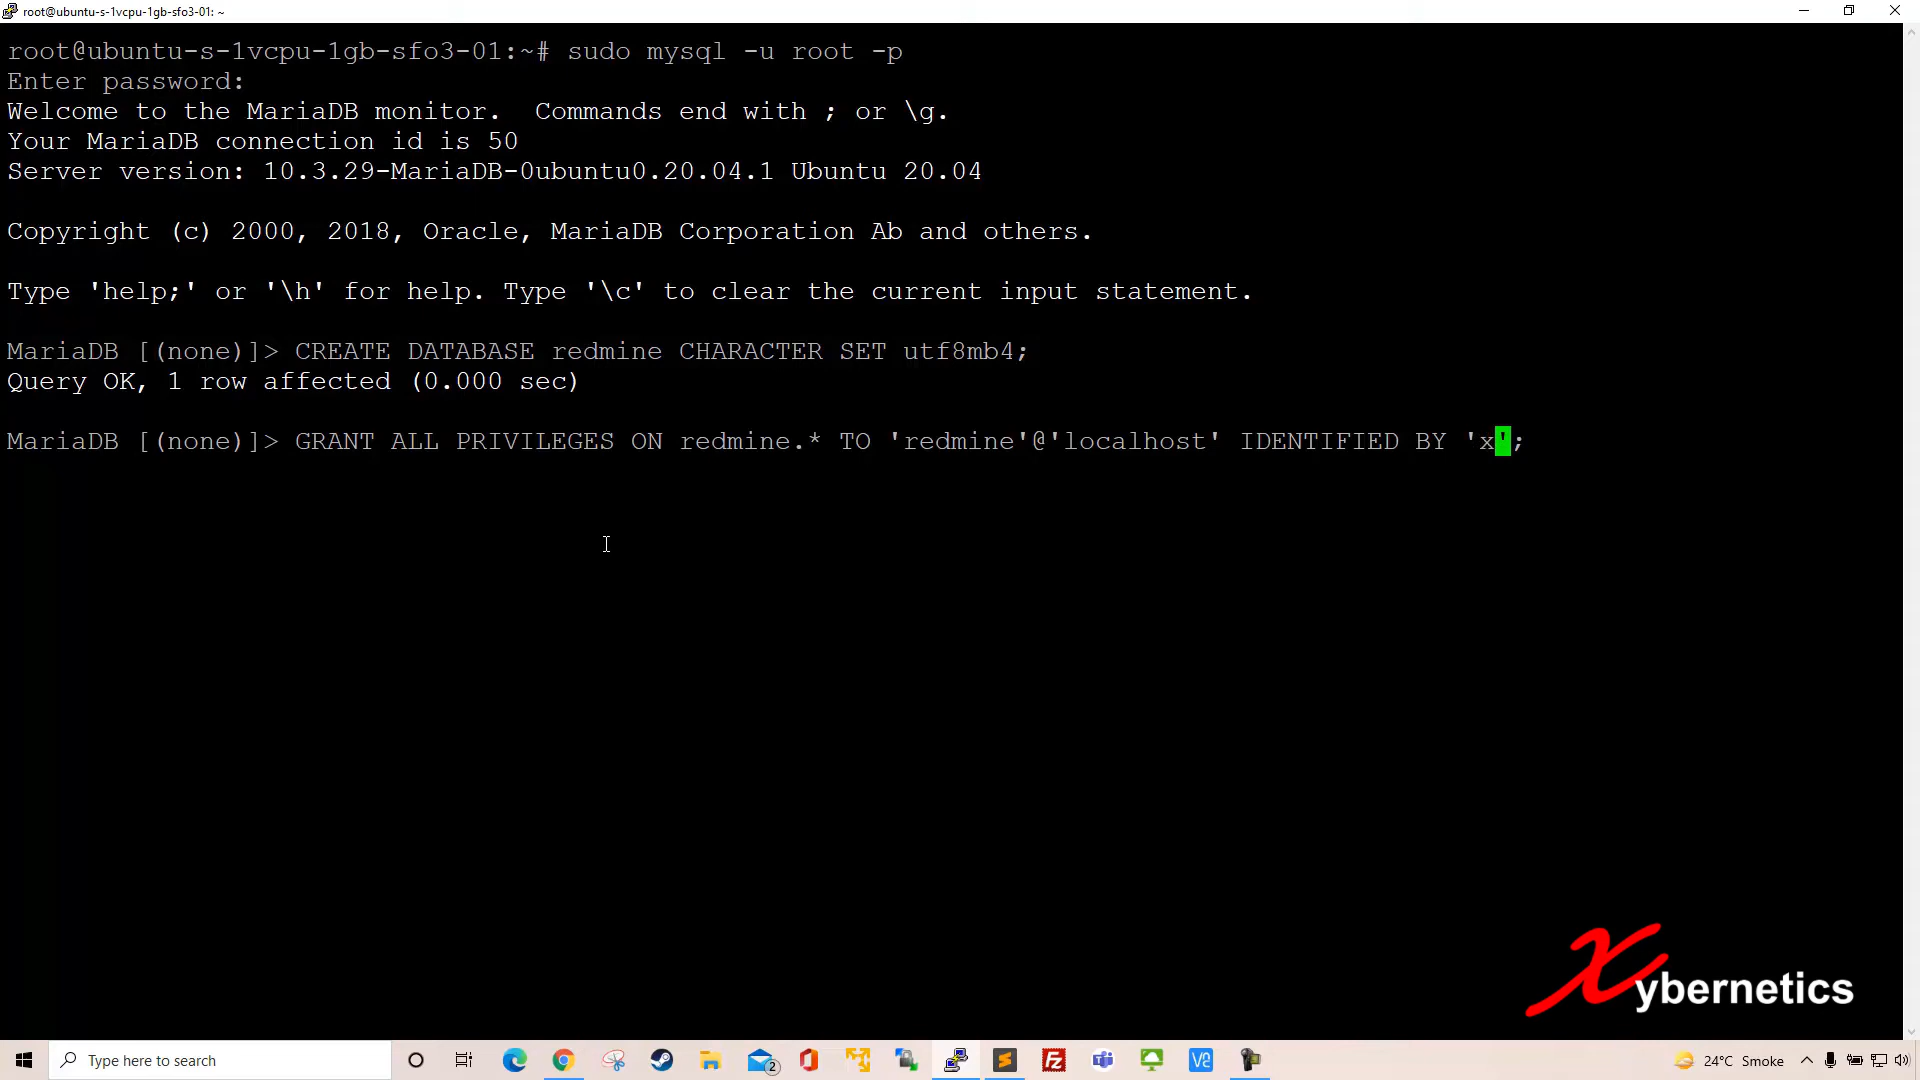 root@ubuntu-s-1vcpu-1gb-sfo3-01: ~
root@ubuntu-s-1vcpu-1gb-sfo3-01:~# sudo mysql -u root -p
Enter password:
Welcome to the MariaDB monitor.  Commands end with ; or \g.
Your MariaDB connection id is 50
Server version: 10.3.29-MariaDB-0ubuntu0.20.04.1 Ubuntu 20.04
Copyright (c) 2000, 2018, Oracle, MariaDB Corporation Ab and others.
Type 'help;' or '\h' for help. Type '\c' to clear the current input statement.
MariaDB [(none)]> CREATE DATABASE redmine CHARACTER SET utf8mb4;
Query OK, 1 row affected (0.000 sec)
MariaDB [(none)]> GRANT ALL PRIVILEGES ON redmine.* TO 'redmine'@'localhost' IDENTIFIED BY 'x';
Xybernetics
Type here to search
2
24°C Smoke